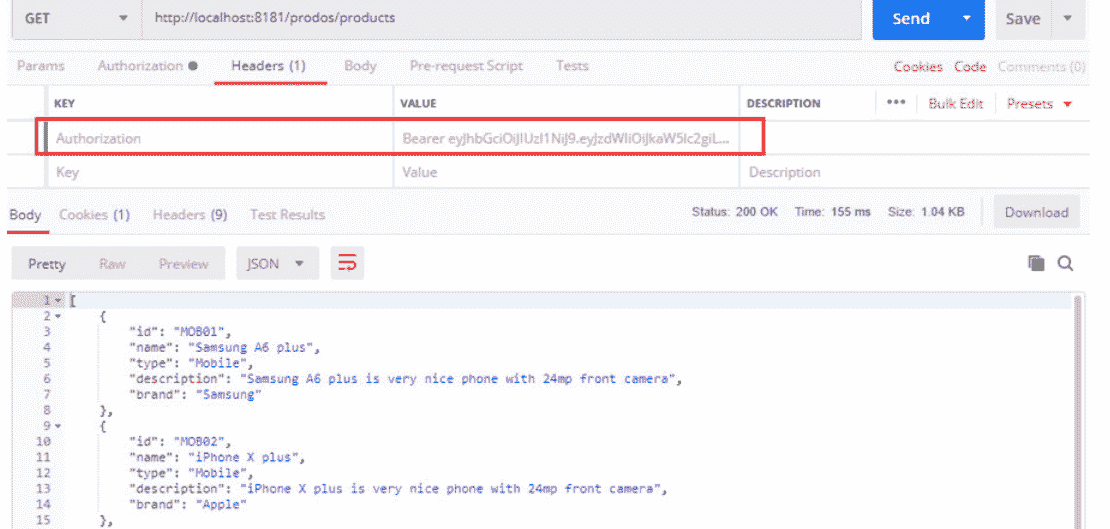 GET http://localhost:8181/prodos/products Send Save
Params Authorization Headers (1) Body Pre-request Script Tests Cookies Code Comments (0)
KEY VALUE DESCRIPTION ••• Bulk Edit Presets
Authorization Bearer eyJhbGciOiJIUzI1NiJ9.eyJzdWIiOiJkaW5lc2giL...
Key Value Description
Body Cookies (1) Headers (9) Test Results Status: 200 OK Time: 155 ms Size: 1.04 KB Download
Pretty Raw Preview JSON
1 [
2 {
3 "id": "MOB01",
4 "name": "Samsung A6 plus",
5 "type": "Mobile",
6 "description": "Samsung A6 plus is very nice phone with 24mp front camera",
7 "brand": "Samsung"
8 },
9 {
10 "id": "MOB02",
11 "name": "iPhone X plus",
12 "type": "Mobile",
13 "description": "iPhone X plus is very nice phone with 24mp front camera",
14 "brand": "Apple"
15 },